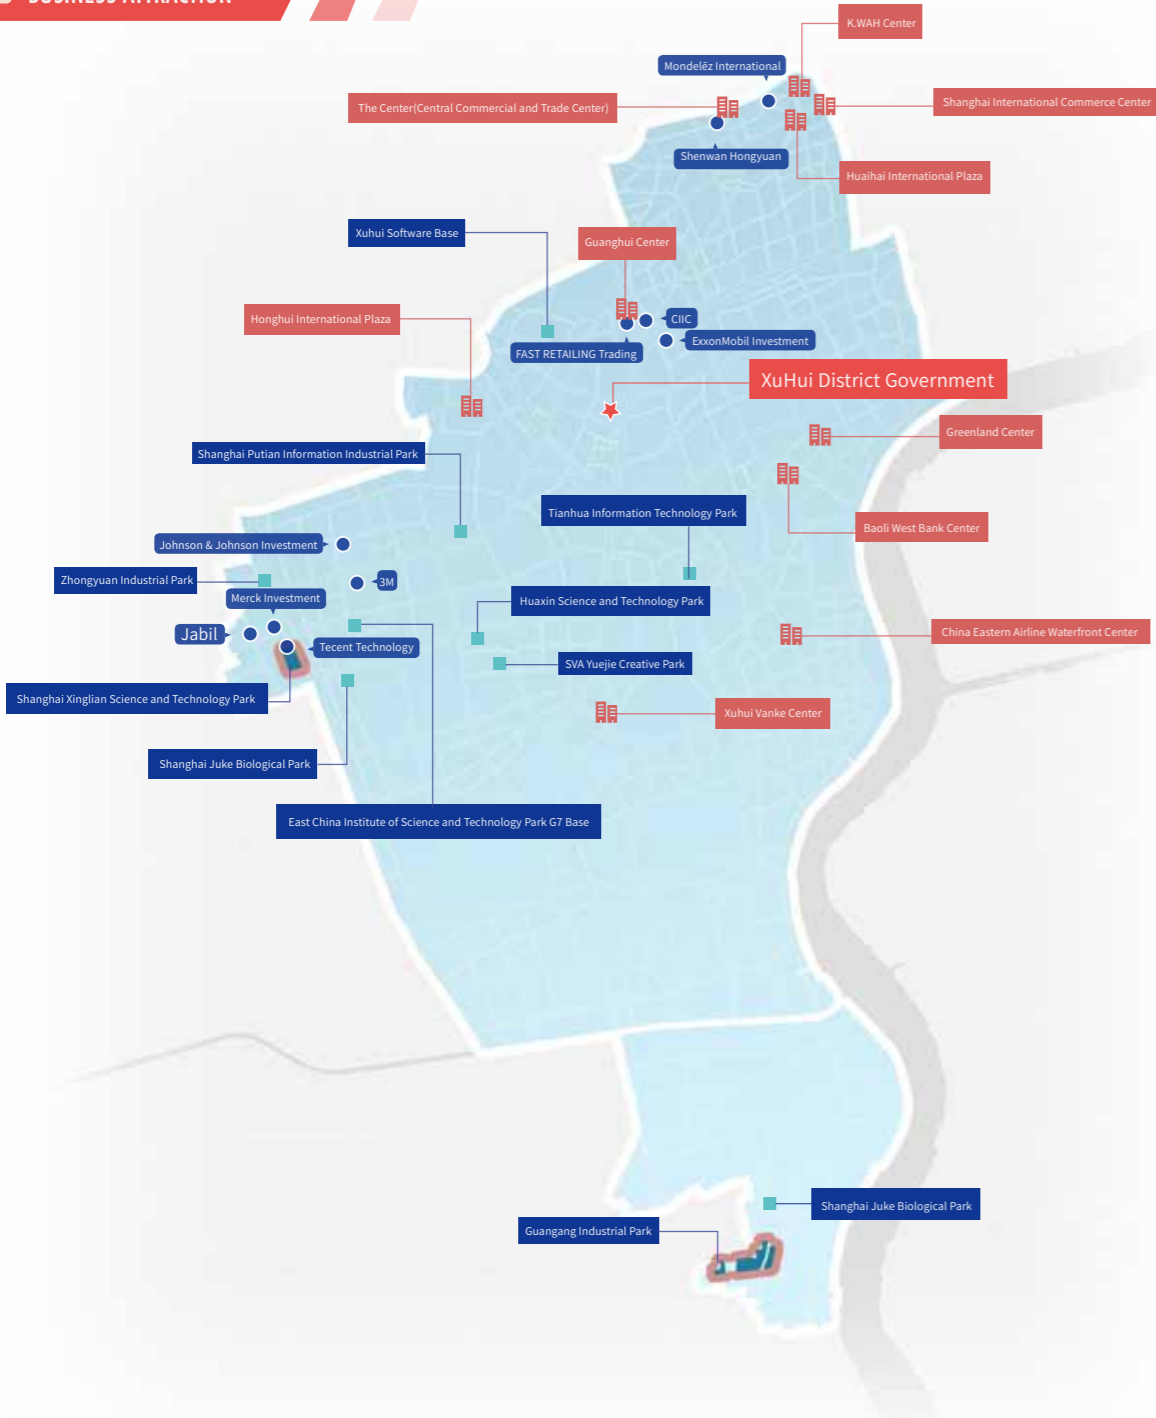 BUSINESS ATTRACTION
K.WAH Center
Mondelēz International
The Center(Central Commercial and Trade Center)
Shanghai International Commerce Center
Shenwan Hongyuan
Huaihai International Plaza
Xuhui Software Base
Guanghui Center
Honghui International Plaza
CIIC
ExxonMobil Investment
FAST RETAILING Trading
XuHui District Government
Greenland Center
Shanghai Putian Information Industrial Park
Tianhua Information Technology Park
Baoli West Bank Center
Johnson & Johnson Investment
Zhongyuan Industrial Park
3M
Merck Investment
Huaxin Science and Technology Park
Jabil
Tecent Technology
China Eastern Airline Waterfront Center
SVA Yuejie Creative Park
Shanghai Xinglian Science and Technology Park
Xuhui Vanke Center
Shanghai Juke Biological Park
East China Institute of Science and Technology Park G7 Base
Shanghai Juke Biological Park
Guangang Industrial Park